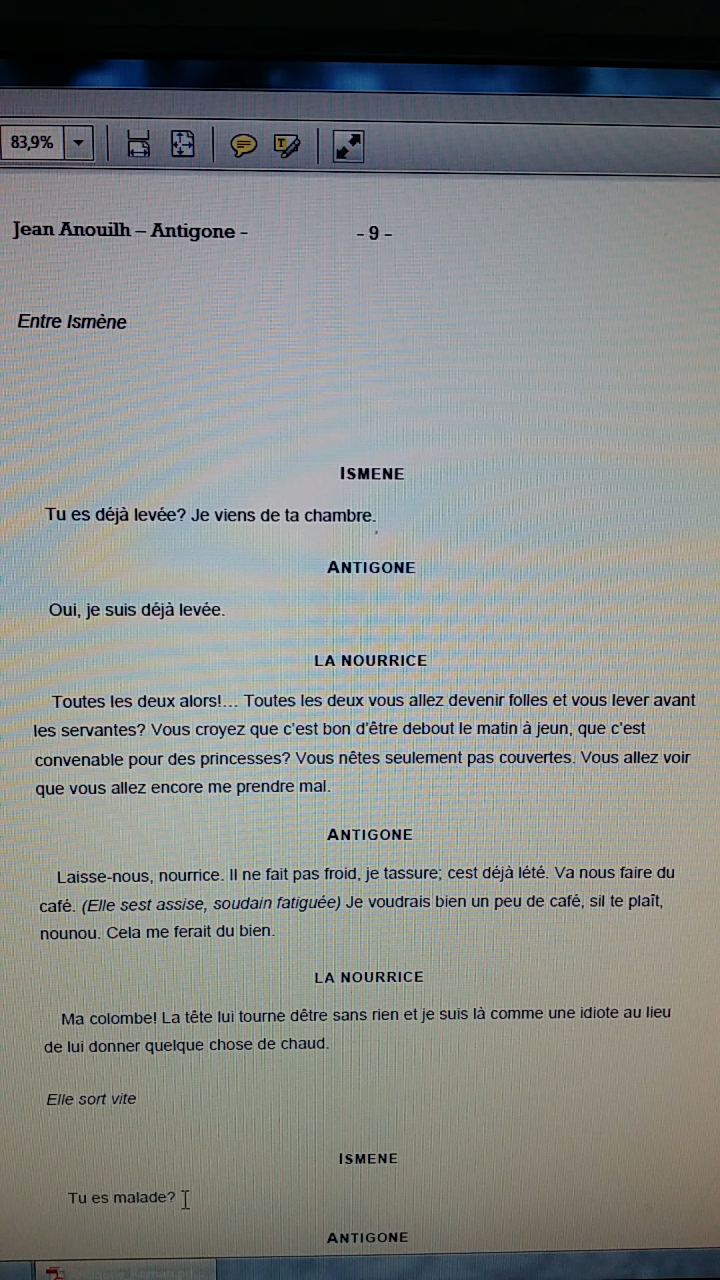 83,9%
Jean Anouilh – Antigone - - 9 -
Entre Ismène
ISMENE
Tu es déjà levée? Je viens de ta chambre.
ANTIGONE
Oui, je suis déjà levée.
LA NOURRICE
Toutes les deux alors!... Toutes les deux vous allez devenir folles et vous lever avant
les servantes? Vous croyez que c'est bon d'être debout le matin à jeun, que c'est
convenable pour des princesses? Vous nêtes seulement pas couvertes. Vous allez voir
que vous allez encore me prendre mal.
ANTIGONE
Laisse-nous, nourrice. Il ne fait pas froid, je tassure; cest déjà lété. Va nous faire du
café. (Elle sest assise, soudain fatiguée) Je voudrais bien un peu de café, sil te plaît,
nounou. Cela me ferait du bien.
LA NOURRICE
Ma colombe! La tête lui tourne dêtre sans rien et je suis là comme une idiote au lieu
de lui donner quelque chose de chaud.
Elle sort vite
ISMENE
Tu es malade?
ANTIGONE